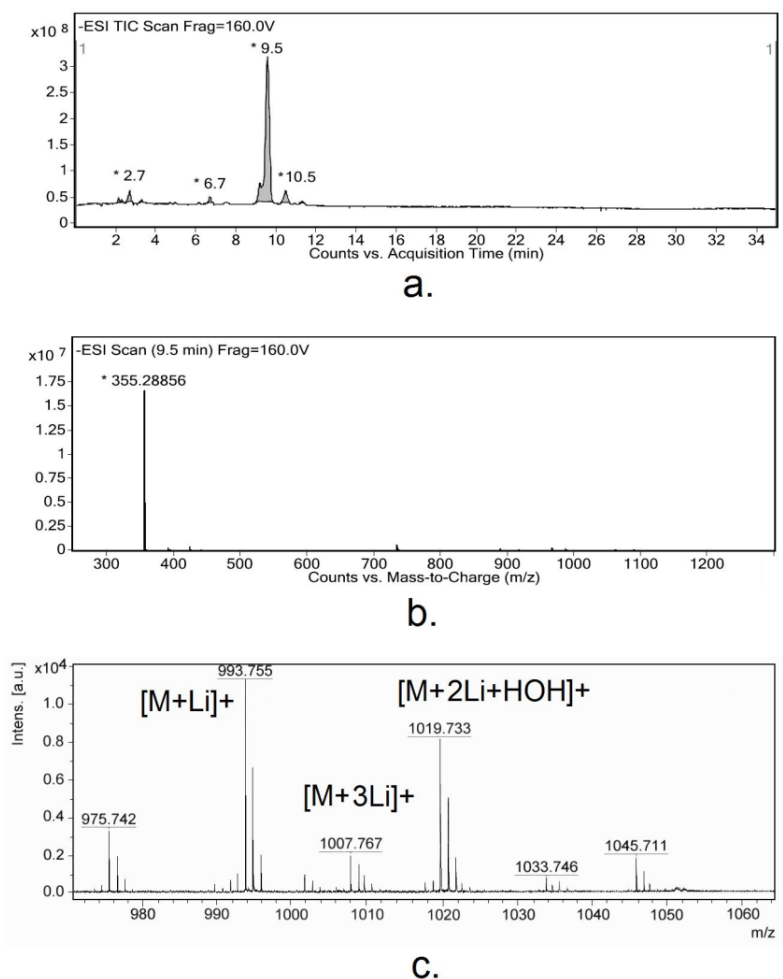 -ESI TIC Scan Frag=160.0V
x10 8
1
* 9.5
1
3
2.5
2
1.5
1
0.5
0
* 2.7
* 6.7
*10.5
2 4 6 8 10 12 14 16 18 20 22 24 26 28 30 32 34
Counts vs. Acquisition Time (min)
a.
-ESI Scan (9.5 min) Frag=160.0V
x10 7
* 355.28856
1.75
1.5
1.25
1
0.75
0.5
0.25
0
300 400 500 600 700 800 900 1000 1100 1200
Counts vs. Mass-to-Charge (m/z)
b.
Intens. [a.u.]
x10 4
1.0
0.8
0.6
0.4
0.2
0.0
993.755
[M+Li]+
[M+2Li+HOH]+
1019.733
[M+3Li]+
975.742
1007.767
1045.711
1033.746
980 990 1000 1010 1020 1030 1040 1050 1060
m/z
c.